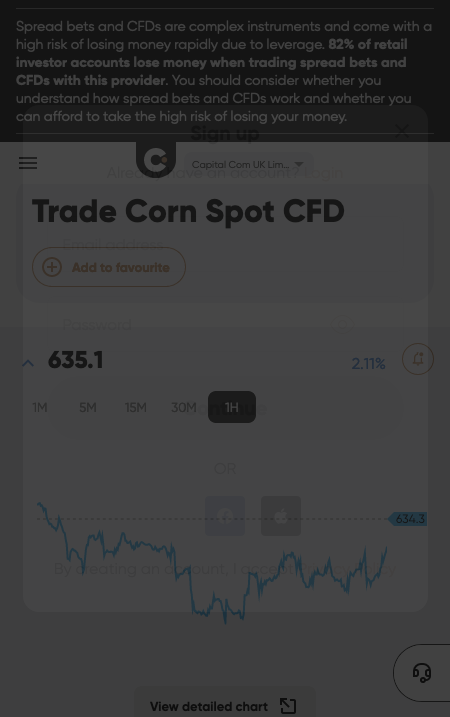 Spread bets and CFDs are complex instruments and come with a
high risk of losing money rapidly due to leverage. 82% of retail
investor accounts lose money when trading spread bets and
CFDs with this provider. You should consider whether you
understand how spread bets and CFDs work and whether you
can afford to take the high risk of losing your money.
Sign up
Capital Com UK Lim...
Already have an account? Login
Trade Corn Spot CFD
Email address
Add to favourite
Password
635.1
2.11%
1M 5M 15M 30M 1H
Continue
OR
634.3
By creating an account, I accept
View detailed chart